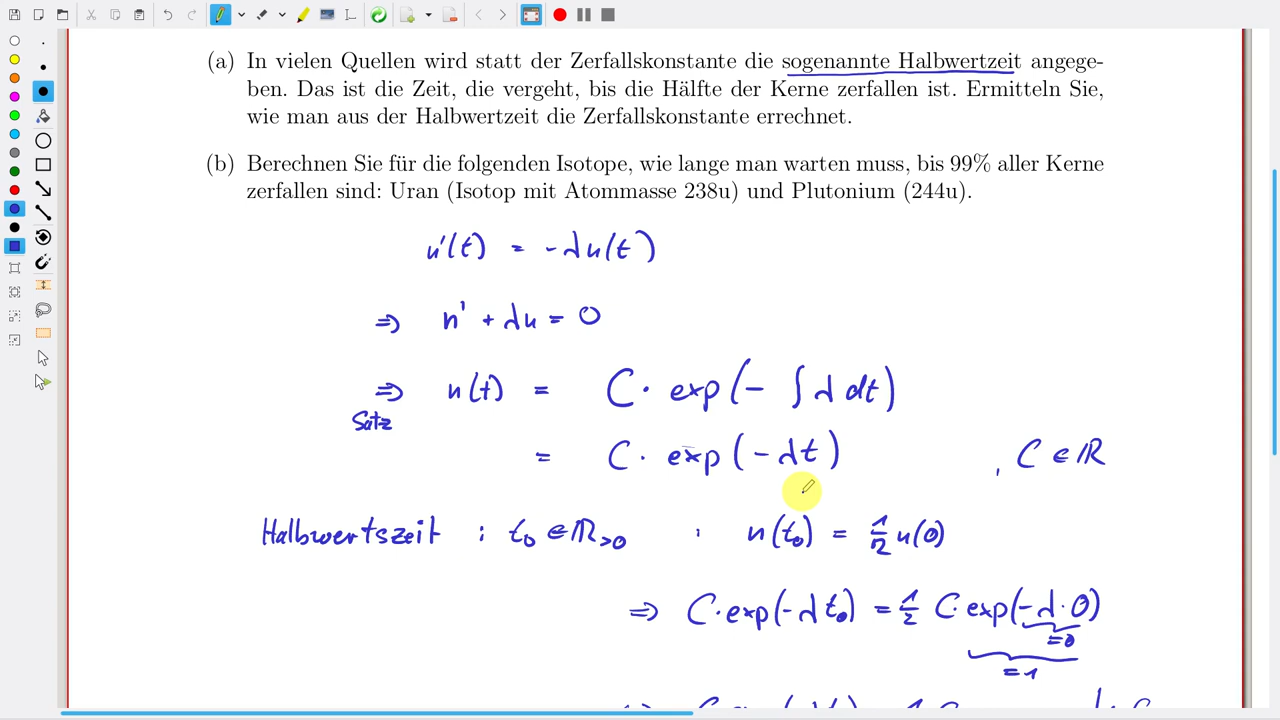 (a) In vielen Quellen wird statt der Zerfallskonstante die sogenannte Halbwertzeit angege-
ben. Das ist die Zeit, die vergeht, bis die Hälfte der Kerne zerfallen ist. Ermitteln Sie,
wie man aus der Halbwertzeit die Zerfallskonstante errechnet.
(b) Berechnen Sie für die folgenden Isotope, wie lange man warten muss, bis 99% aller Kerne
zerfallen sind: Uran (Isotop mit Atommasse 238u) und Plutonium (244u).
n'(t) = -λn(t)
⇒ n' + λn = 0
⇒ n(t) = C · exp(- ∫ λ dt)
Satz
= C · exp(-λt) , C ∈ ℝ
Halbwertszeit : t₀ ∈ ℝ>0 : n(t₀) = 1/2 n(0)
⇒ C·exp(-λt₀) = 1/2 C·exp(-λ·0)
=0
=1